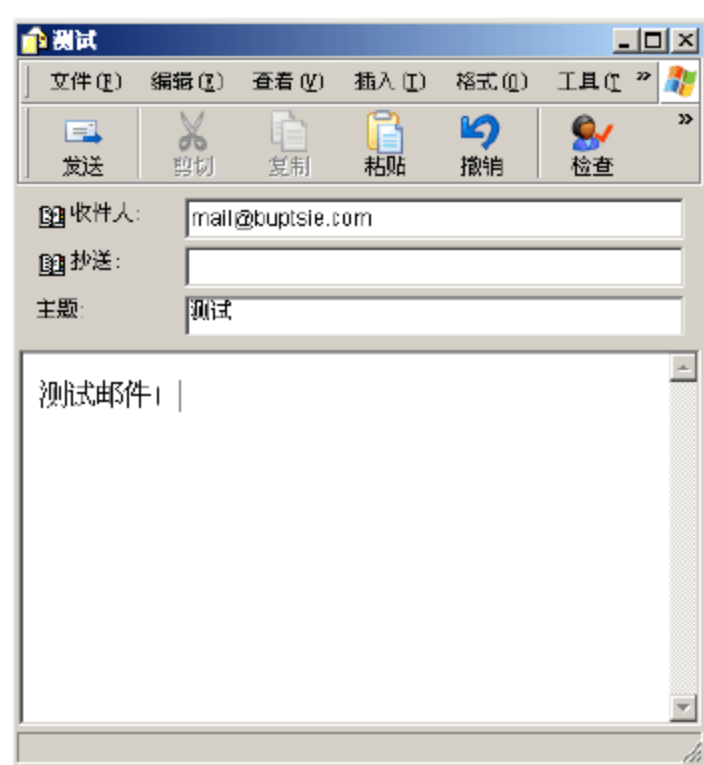 测试
文件(F) 编辑(E) 查看(V) 插入(I) 格式(O) 工具(T »
发送 剪切 复制 粘贴 撤销 检查 »
收件人: mail@buptsie.com
抄送:
主题: 测试
测试邮件!